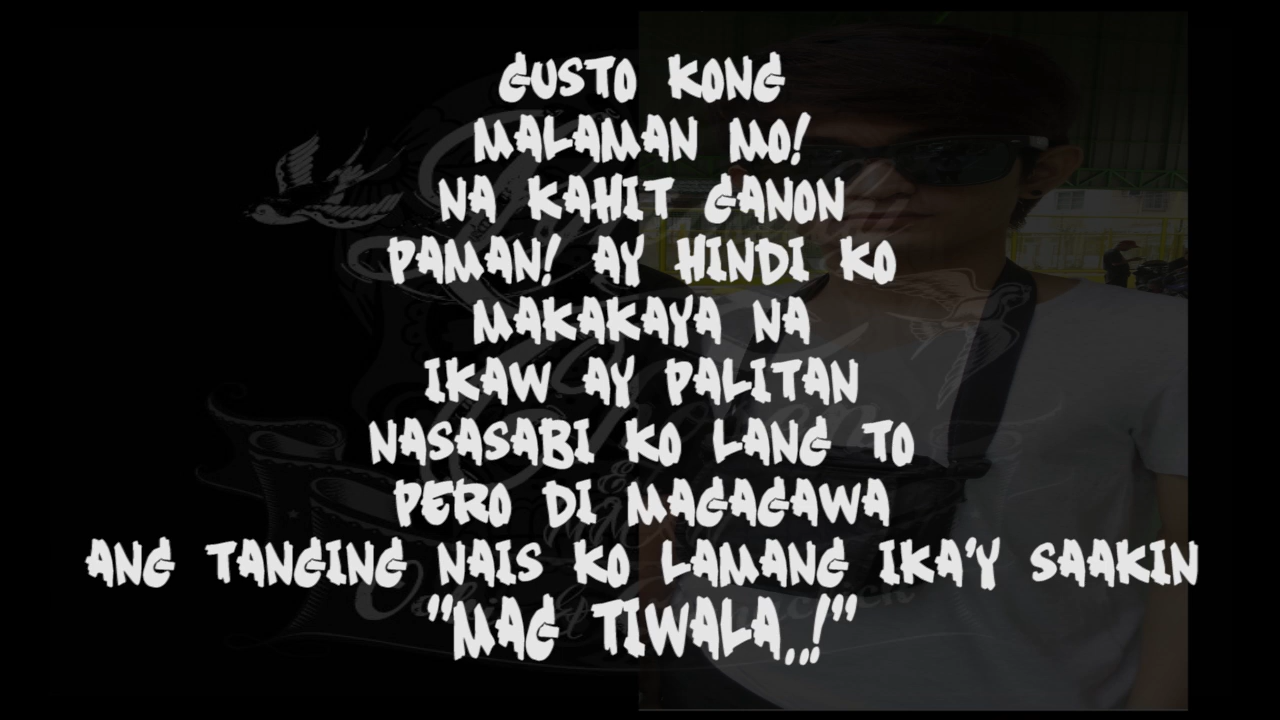 GUSTO KONG
MALAMAN MO!
NA KAHIT GANON
PAMAN! AY HINDI KO
MAKAKAYA NA
IKAW AY PALITAN
NASASABI KO LANG TO
PERO DI MAGAGAWA
ANG TANGING NAIS KO LAMANG IKA'Y SAAKIN
"MAG TIWALA..!"